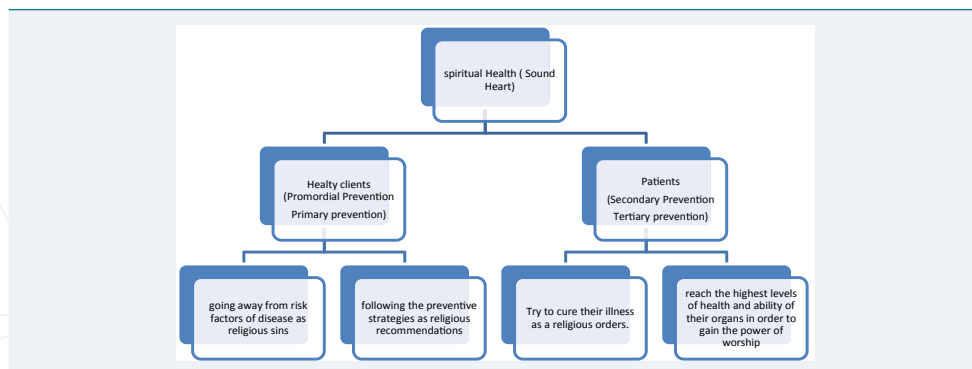 spiritual Health ( Sound
Heart)
Healty clients
(Promordial Prevention
Primary prevention)
Patients
(Secondary Prevention
Tertiary prevention)
going away from risk
factors of disease as
religious sins
following the preventive
strategies as religious
recommendations
Try to cure their illness
as a religious orders.
reach the highest levels
of health and ability of
their organs in order to
gain the power of
worship